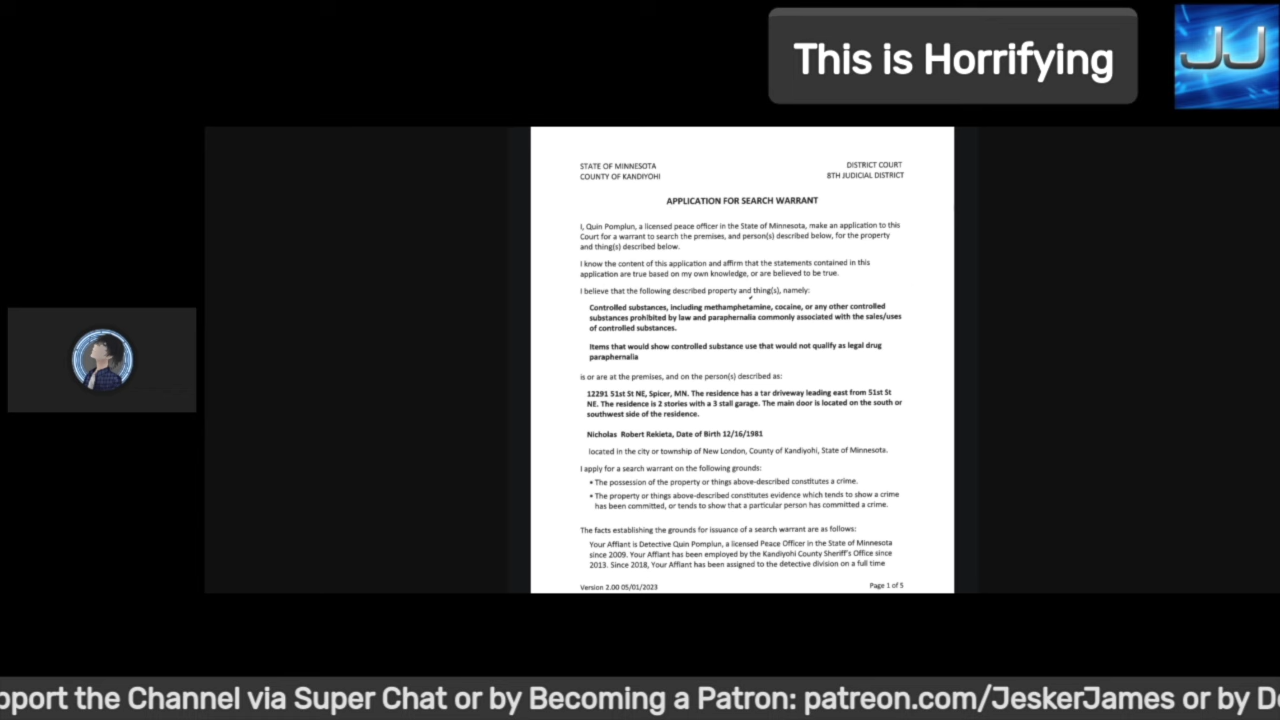 This is Horrifying
JJ
STATE OF MINNESOTA
COUNTY OF KANDIYOHI
DISTRICT COURT
8TH JUDICIAL DISTRICT
APPLICATION FOR SEARCH WARRANT
I, Quin Pomplun, a licensed peace officer in the State of Minnesota, make an application to this
Court for a warrant to search the premises, and person(s) described below, for the property
and thing(s) described below.
I know the content of this application and affirm that the statements contained in this
application are true based on my own knowledge, or are believed to be true.
I believe that the following described property and thing(s), namely:
Controlled substances, including methamphetamine, cocaine, or any other controlled
substances prohibited by law and paraphernalia commonly associated with the sales/uses
of controlled substances.
Items that would show controlled substance use that would not qualify as legal drug
paraphernalia
is or are at the premises, and on the person(s) described as:
12291 51st St NE, Spicer, MN. The residence has a tar driveway leading east from 51st St
NE. The residence is 2 stories with a 3 stall garage. The main door is located on the south or
southwest side of the residence.
Nicholas Robert Rekieta, Date of Birth 12/16/1981
located in the city or township of New London, County of Kandiyohi, State of Minnesota.
I apply for a search warrant on the following grounds:
• The possession of the property or things above-described constitutes a crime.
• The property or things above-described constitutes evidence which tends to show a crime
has been committed, or tends to show that a particular person has committed a crime.
The facts establishing the grounds for issuance of a search warrant are as follows:
Your Affiant is Detective Quin Pomplun, a licensed Peace Officer in the State of Minnesota
since 2009. Your Affiant has been employed by the Kandiyohi County Sheriff's Office since
2013. Since 2018, Your Affiant has been assigned to the detective division on a full time
Version 2.00 05/01/2023
Page 1 of 5
pport the Channel via Super Chat or by Becoming a Patron: patreon.com/JeskerJames or by D